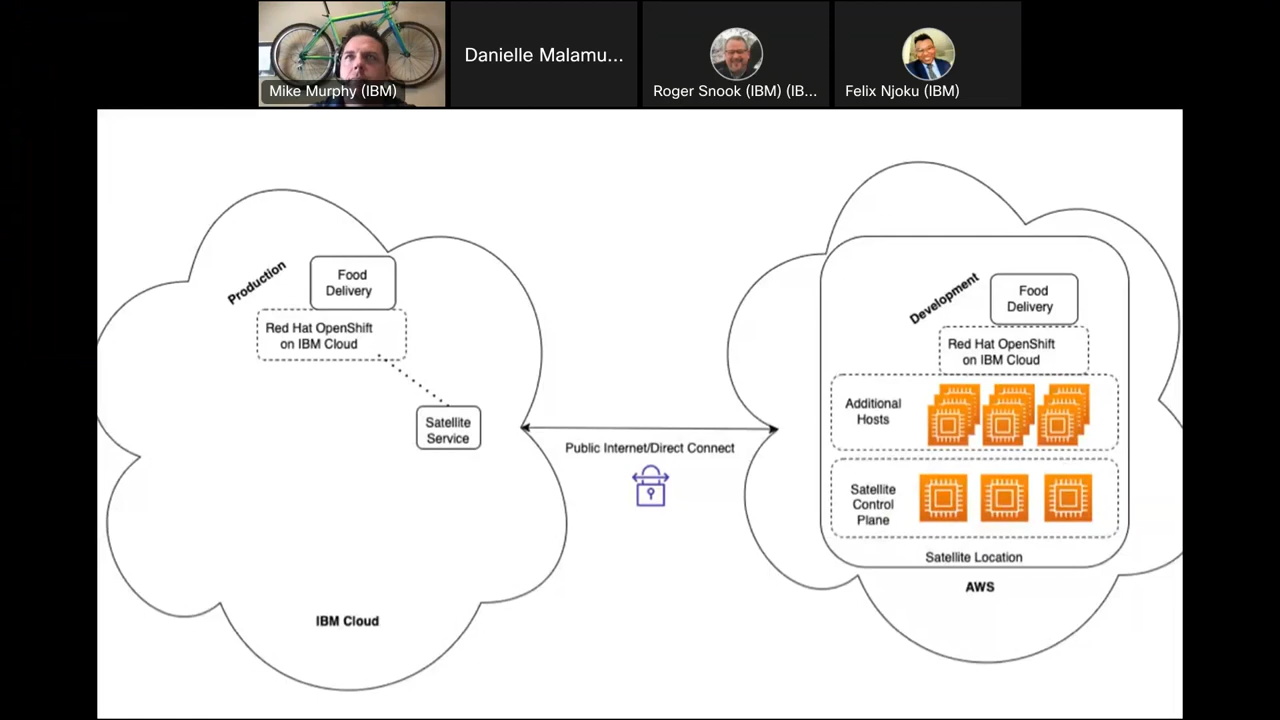 Mike Murphy (IBM)
Danielle Malamu...
Roger Snook (IBM) (IB...
Felix Njoku (IBM)
Production
Food
Delivery
Red Hat OpenShift
on IBM Cloud
Satellite
Service
IBM Cloud
Public Internet/Direct Connect
Development
Food
Delivery
Red Hat OpenShift
on IBM Cloud
Additional
Hosts
Satellite
Control
Plane
Satellite Location
AWS